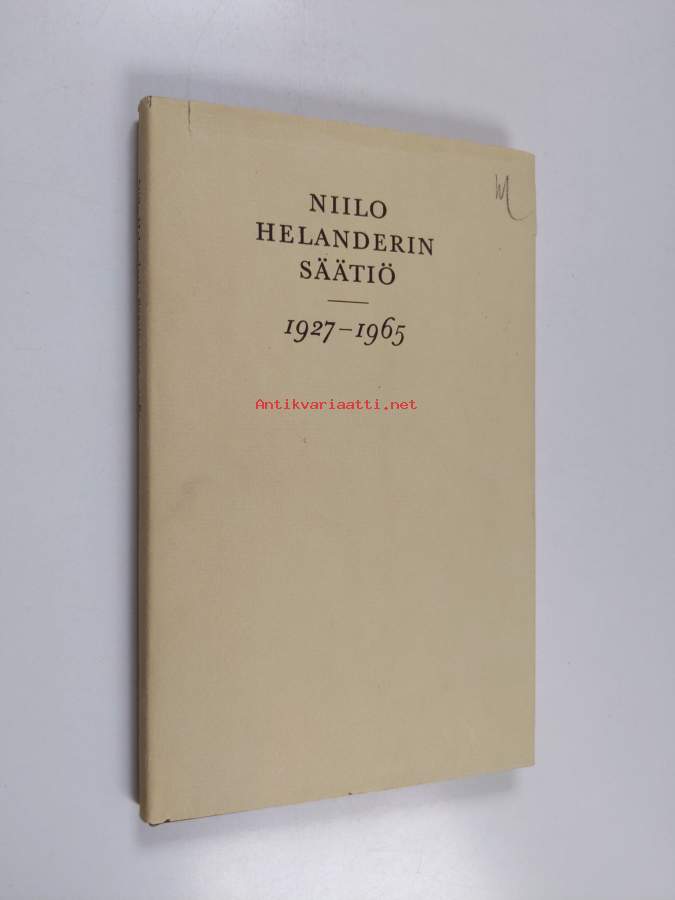 NIILO
HELANDERIN
SÄÄTIÖ
1927–1965
Antikvariaatti.net